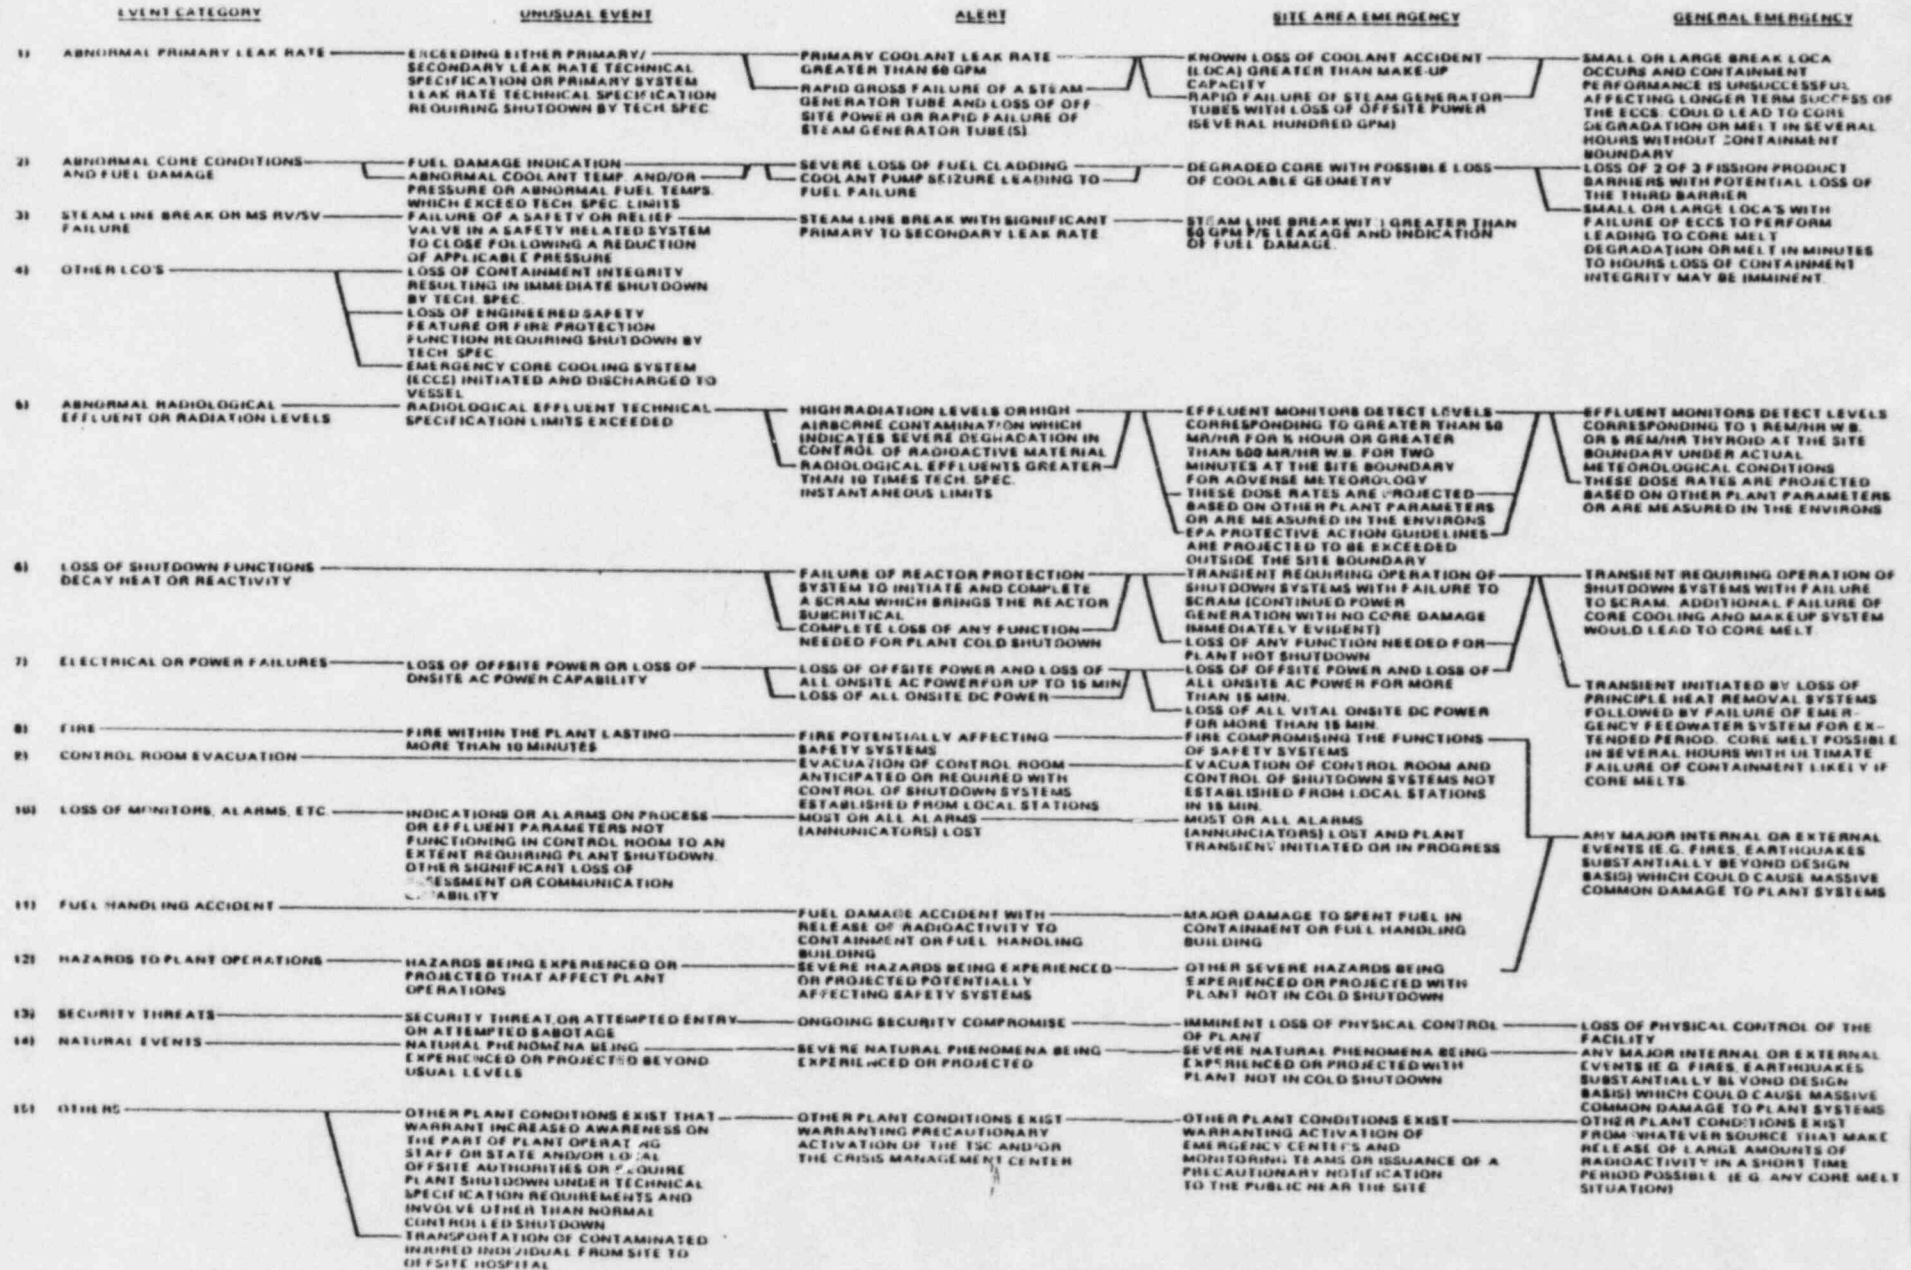 EVENT CATEGORY
UNUSUAL EVENT
ALERT
SITE AREA EMERGENCY
GENERAL EMERGENCY
1) ABNORMAL PRIMARY LEAK RATE
EXCEEDING EITHER PRIMARY/
SECONDARY LEAK RATE TECHNICAL
SPECIFICATION OR PRIMARY SYSTEM
LEAK RATE TECHNICAL SPECIFICATION
REQUIRING SHUTDOWN BY TECH SPEC
PRIMARY COOLANT LEAK RATE
GREATER THAN 50 GPM
RAPID GROSS FAILURE OF A STEAM
GENERATOR TUBE AND LOSS OF OFF
SITE POWER OR RAPID FAILURE OF
STEAM GENERATOR TUBE(S)
KNOWN LOSS OF COOLANT ACCIDENT
(LOCA) GREATER THAN MAKE-UP
CAPACITY
RAPID FAILURE OF STEAM GENERATOR
TUBES WITH LOSS OF OFFSITE POWER
(SEVERAL HUNDRED GPM)
SMALL OR LARGE BREAK LOCA
OCCURS AND CONTAINMENT
PERFORMANCE IS UNSUCCESSFUL
AFFECTING LONGER TERM SUCCESS OF
THE ECCS. COULD LEAD TO CORE
DEGRADATION OR MELT IN SEVERAL
HOURS WITHOUT CONTAINMENT
BOUNDARY
2) ABNORMAL CORE CONDITIONS
AND FUEL DAMAGE
FUEL DAMAGE INDICATION
ABNORMAL COOLANT TEMP. AND/OR
PRESSURE OR ABNORMAL FUEL TEMPS.
WHICH EXCEED TECH. SPEC. LIMITS
SEVERE LOSS OF FUEL CLADDING
COOLANT PUMP SEIZURE LEADING TO
FUEL FAILURE
DEGRADED CORE WITH POSSIBLE LOSS
OF COOLABLE GEOMETRY
LOSS OF 2 OF 3 FISSION PRODUCT
BARRIERS WITH POTENTIAL LOSS OF
THE THIRD BARRIER
SMALL OR LARGE LOCA'S WITH
FAILURE OF ECCS TO PERFORM
LEADING TO CORE MELT
DEGRADATION OR MELT IN MINUTES
TO HOURS LOSS OF CONTAINMENT
INTEGRITY MAY BE IMMINENT.
3) STEAM LINE BREAK OR MS RV/SV
FAILURE
FAILURE OF A SAFETY OR RELIEF
VALVE IN A SAFETY RELATED SYSTEM
TO CLOSE FOLLOWING A REDUCTION
OF APPLICABLE PRESSURE
STEAM LINE BREAK WITH SIGNIFICANT
PRIMARY TO SECONDARY LEAK RATE
STEAM LINE BREAK WITH GREATER THAN
50 GPM P/S LEAKAGE AND INDICATION
OF FUEL DAMAGE.
4) OTHER LCO'S
LOSS OF CONTAINMENT INTEGRITY
RESULTING IN IMMEDIATE SHUTDOWN
BY TECH. SPEC.
LOSS OF ENGINEERED SAFETY
FEATURE OR FIRE PROTECTION
FUNCTION REQUIRING SHUTDOWN BY
TECH SPEC
EMERGENCY CORE COOLING SYSTEM
(ECCS) INITIATED AND DISCHARGED TO
VESSEL
5) ABNORMAL RADIOLOGICAL
EFFLUENT OR RADIATION LEVELS
RADIOLOGICAL EFFLUENT TECHNICAL
SPECIFICATION LIMITS EXCEEDED
HIGH RADIATION LEVELS OR HIGH
AIRBORNE CONTAMINATION WHICH
INDICATES SEVERE DEGRADATION IN
CONTROL OF RADIOACTIVE MATERIAL
RADIOLOGICAL EFFLUENTS GREATER
THAN 10 TIMES TECH. SPEC.
INSTANTANEOUS LIMITS
EFFLUENT MONITORS DETECT LEVELS
CORRESPONDING TO GREATER THAN 50
MR/HR FOR ½ HOUR OR GREATER
THAN 500 MR/HR W.B. FOR TWO
MINUTES AT THE SITE BOUNDARY
FOR ADVERSE METEOROLOGY
THESE DOSE RATES ARE PROJECTED
BASED ON OTHER PLANT PARAMETERS
OR ARE MEASURED IN THE ENVIRONS
EPA PROTECTIVE ACTION GUIDELINES
ARE PROJECTED TO BE EXCEEDED
OUTSIDE THE SITE BOUNDARY
EFFLUENT MONITORS DETECT LEVELS
CORRESPONDING TO 1 REM/HR W.B.
OR 5 REM/HR THYROID AT THE SITE
BOUNDARY UNDER ACTUAL
METEOROLOGICAL CONDITIONS
THESE DOSE RATES ARE PROJECTED
BASED ON OTHER PLANT PARAMETERS
OR ARE MEASURED IN THE ENVIRONS
6) LOSS OF SHUTDOWN FUNCTIONS
DECAY HEAT OR REACTIVITY
FAILURE OF REACTOR PROTECTION
SYSTEM TO INITIATE AND COMPLETE
A SCRAM WHICH BRINGS THE REACTOR
SUBCRITICAL
COMPLETE LOSS OF ANY FUNCTION
NEEDED FOR PLANT COLD SHUTDOWN
TRANSIENT REQUIRING OPERATION OF
SHUTDOWN SYSTEMS WITH FAILURE TO
SCRAM (CONTINUED POWER
GENERATION WITH NO CORE DAMAGE
IMMEDIATELY EVIDENT)
LOSS OF ANY FUNCTION NEEDED FOR
PLANT HOT SHUTDOWN
TRANSIENT REQUIRING OPERATION OF
SHUTDOWN SYSTEMS WITH FAILURE
TO SCRAM. ADDITIONAL FAILURE OF
CORE COOLING AND MAKEUP SYSTEM
WOULD LEAD TO CORE MELT
7) ELECTRICAL OR POWER FAILURES
LOSS OF OFFSITE POWER OR LOSS OF
ONSITE AC POWER CAPABILITY
LOSS OF OFFSITE POWER AND LOSS OF
ALL ONSITE AC POWER FOR UP TO 15 MIN
LOSS OF ALL ONSITE DC POWER
LOSS OF OFFSITE POWER AND LOSS OF
ALL ONSITE AC POWER FOR MORE
THAN 15 MIN.
LOSS OF ALL VITAL ONSITE DC POWER
FOR MORE THAN 15 MIN.
TRANSIENT INITIATED BY LOSS OF
PRINCIPLE HEAT REMOVAL SYSTEMS
FOLLOWED BY FAILURE OF EMER-
GENCY FEEDWATER SYSTEM FOR EX-
TENDED PERIOD. CORE MELT POSSIBLE
IN SEVERAL HOURS WITH ULTIMATE
FAILURE OF CONTAINMENT LIKELY IF
CORE MELTS
8) FIRE
FIRE WITHIN THE PLANT LASTING
MORE THAN 10 MINUTES
FIRE POTENTIALLY AFFECTING
SAFETY SYSTEMS
FIRE COMPROMISING THE FUNCTIONS
OF SAFETY SYSTEMS
9) CONTROL ROOM EVACUATION
EVACUATION OF CONTROL ROOM
ANTICIPATED OR REQUIRED WITH
CONTROL OF SHUTDOWN SYSTEMS
ESTABLISHED FROM LOCAL STATIONS
EVACUATION OF CONTROL ROOM AND
CONTROL OF SHUTDOWN SYSTEMS NOT
ESTABLISHED FROM LOCAL STATIONS
IN 15 MIN.
10) LOSS OF MONITORS, ALARMS, ETC
INDICATIONS OR ALARMS ON PROCESS
OR EFFLUENT PARAMETERS NOT
FUNCTIONING IN CONTROL ROOM TO AN
EXTENT REQUIRING PLANT SHUTDOWN.
OTHER SIGNIFICANT LOSS OF
ESSMENT OR COMMUNICATION
ABILITY
MOST OR ALL ALARMS
(ANNUNICATORS) LOST
MOST OR ALL ALARMS
(ANNUNCIATORS) LOST AND PLANT
TRANSIENT INITIATED OR IN PROGRESS
ANY MAJOR INTERNAL OR EXTERNAL
EVENTS (E.G. FIRES, EARTHQUAKES
SUBSTANTIALLY BEYOND DESIGN
BASIS) WHICH COULD CAUSE MASSIVE
COMMON DAMAGE TO PLANT SYSTEMS
11) FUEL HANDLING ACCIDENT
FUEL DAMAGE ACCIDENT WITH
RELEASE OF RADIOACTIVITY TO
CONTAINMENT OR FUEL HANDLING
BUILDING
MAJOR DAMAGE TO SPENT FUEL IN
CONTAINMENT OR FUEL HANDLING
BUILDING
12) HAZARDS TO PLANT OPERATIONS
HAZARDS BEING EXPERIENCED OR
PROJECTED THAT AFFECT PLANT
OPERATIONS
SEVERE HAZARDS BEING EXPERIENCED
OR PROJECTED POTENTIALLY
AFFECTING SAFETY SYSTEMS
OTHER SEVERE HAZARDS BEING
EXPERIENCED OR PROJECTED WITH
PLANT NOT IN COLD SHUTDOWN
13) SECURITY THREATS
SECURITY THREAT, OR ATTEMPTED ENTRY
OR ATTEMPTED SABOTAGE
ONGOING SECURITY COMPROMISE
IMMINENT LOSS OF PHYSICAL CONTROL
OF PLANT
LOSS OF PHYSICAL CONTROL OF THE
FACILITY
14) NATURAL EVENTS
NATURAL PHENOMENA BEING
EXPERIENCED OR PROJECTED BEYOND
USUAL LEVELS
SEVERE NATURAL PHENOMENA BEING
EXPERIENCED OR PROJECTED
SEVERE NATURAL PHENOMENA BEING
EXPERIENCED OR PROJECTED WITH
PLANT NOT IN COLD SHUTDOWN
ANY MAJOR INTERNAL OR EXTERNAL
EVENTS (E.G. FIRES, EARTHQUAKES
SUBSTANTIALLY BEYOND DESIGN
BASIS) WHICH COULD CAUSE MASSIVE
COMMON DAMAGE TO PLANT SYSTEMS
15) OTHERS
OTHER PLANT CONDITIONS EXIST THAT
WARRANT INCREASED AWARENESS ON
THE PART OF PLANT OPERATING
STAFF OR STATE AND/OR LOCAL
OFFSITE AUTHORITIES OR REQUIRE
PLANT SHUTDOWN UNDER TECHNICAL
SPECIFICATION REQUIREMENTS AND
INVOLVE OTHER THAN NORMAL
CONTROLLED SHUTDOWN
TRANSPORTATION OF CONTAMINATED
INJURED INDIVIDUAL FROM SITE TO
OFFSITE HOSPITAL
OTHER PLANT CONDITIONS EXIST
WARRANTING PRECAUTIONARY
ACTIVATION OF THE TSC AND/OR
THE CRISIS MANAGEMENT CENTER
OTHER PLANT CONDITIONS EXIST
WARRANTING ACTIVATION OF
EMERGENCY CENTERS AND
MONITORING TEAMS OR ISSUANCE OF A
PRECAUTIONARY NOTIFICATION
TO THE PUBLIC NEAR THE SITE
OTHER PLANT CONDITIONS EXIST
FROM WHATEVER SOURCE THAT MAKE
RELEASE OF LARGE AMOUNTS OF
RADIOACTIVITY IN A SHORT TIME
PERIOD POSSIBLE (E.G. ANY CORE MELT
SITUATION)